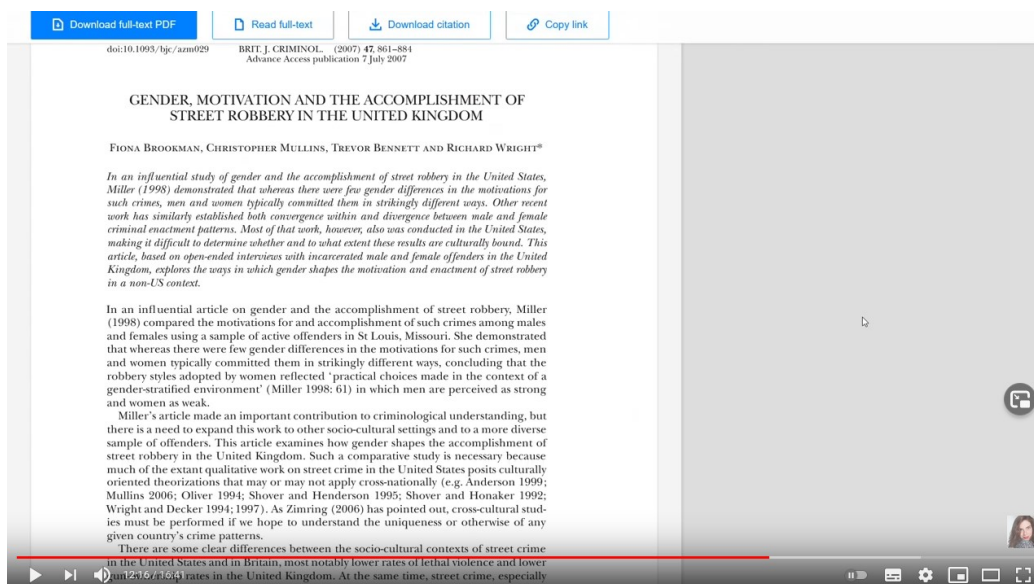 Download full-text PDF
Read full-text
Download citation
Copy link
doi:10.1093/bjc/azm029
BRIT. J. CRIMINOL. (2007) 47, 861–884
Advance Access publication 7 July 2007
GENDER, MOTIVATION AND THE ACCOMPLISHMENT OF
STREET ROBBERY IN THE UNITED KINGDOM
Fiona Brookman, Christopher Mullins, Trevor Bennett and Richard Wright*
In an influential study of gender and the accomplishment of street robbery in the United States,
Miller (1998) demonstrated that whereas there were few gender differences in the motivations for
such crimes, men and women typically committed them in strikingly different ways. Other recent
work has similarly established both convergence within and divergence between male and female
criminal enactment patterns. Most of that work, however, also was conducted in the United States,
making it difficult to determine whether and to what extent these results are culturally bound. This
article, based on open-ended interviews with incarcerated male and female offenders in the United
Kingdom, explores the ways in which gender shapes the motivation and enactment of street robbery
in a non-US context.
In an influential article on gender and the accomplishment of street robbery, Miller
(1998) compared the motivations for and accomplishment of such crimes among males
and females using a sample of active offenders in St Louis, Missouri. She demonstrated
that whereas there were few gender differences in the motivations for such crimes, men
and women typically committed them in strikingly different ways, concluding that the
robbery styles adopted by women reflected ‘practical choices made in the context of a
gender-stratified environment’ (Miller 1998: 61) in which men are perceived as strong
and women as weak.
Miller’s article made an important contribution to criminological understanding, but
there is a need to expand this work to other socio-cultural settings and to a more diverse
sample of offenders. This article examines how gender shapes the accomplishment of
street robbery in the United Kingdom. Such a comparative study is necessary because
much of the extant qualitative work on street crime in the United States posits culturally
oriented theorizations that may or may not apply cross-nationally (e.g. Anderson 1999;
Mullins 2006; Oliver 1994; Shover and Henderson 1995; Shover and Honaker 1992;
Wright and Decker 1994; 1997). As Zimring (2006) has pointed out, cross-cultural stud-
ies must be performed if we hope to understand the uniqueness or otherwise of any
given country’s crime patterns.
There are some clear differences between the socio-cultural contexts of street crime
in the United States and in Britain, most notably lower rates of lethal violence and lower
rates in the United Kingdom. At the same time, street crime, especially
12:16 / 16:41